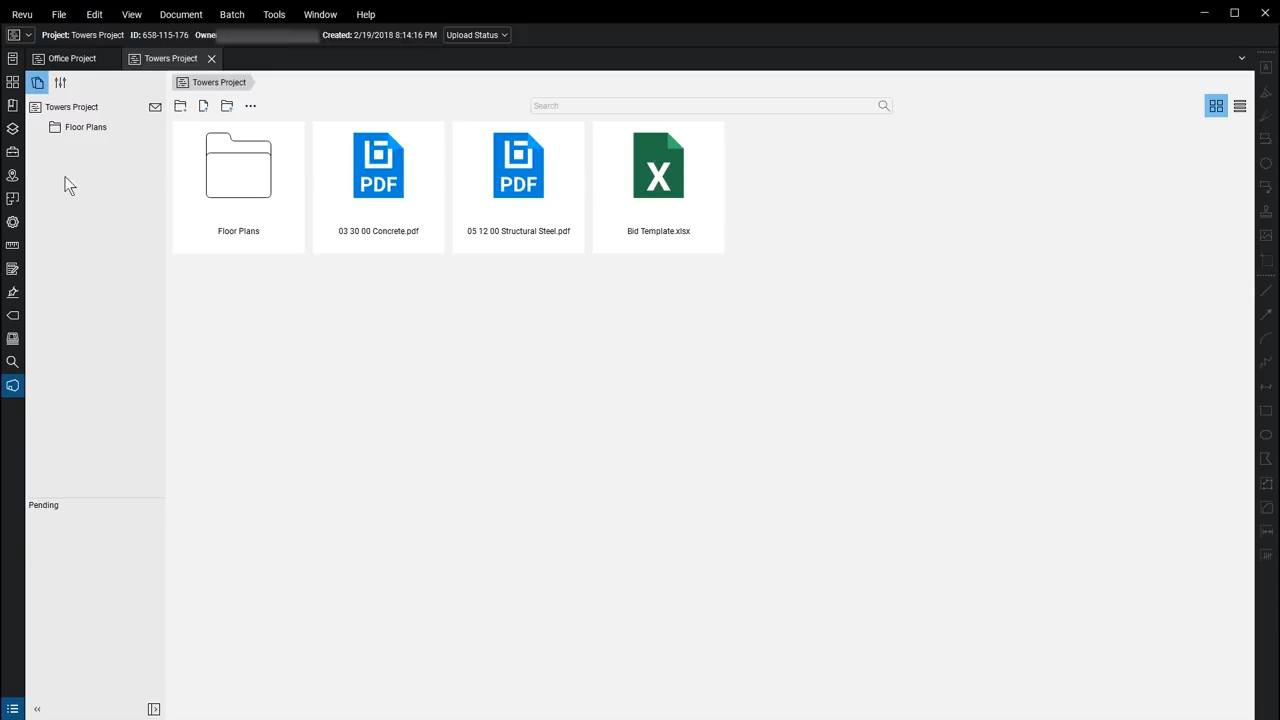 Revu File Edit View Document Batch Tools Window Help
Project: Towers Project ID: 658-115-176 Owne Created: 2/19/2018 8:14:16 PM Upload Status
Office Project Towers Project
Towers Project
Towers Project
Search
Floor Plans
PDF PDF X
Floor Plans 03 30 00 Concrete.pdf 05 12 00 Structural Steel.pdf Bid Template.xlsx
Pending